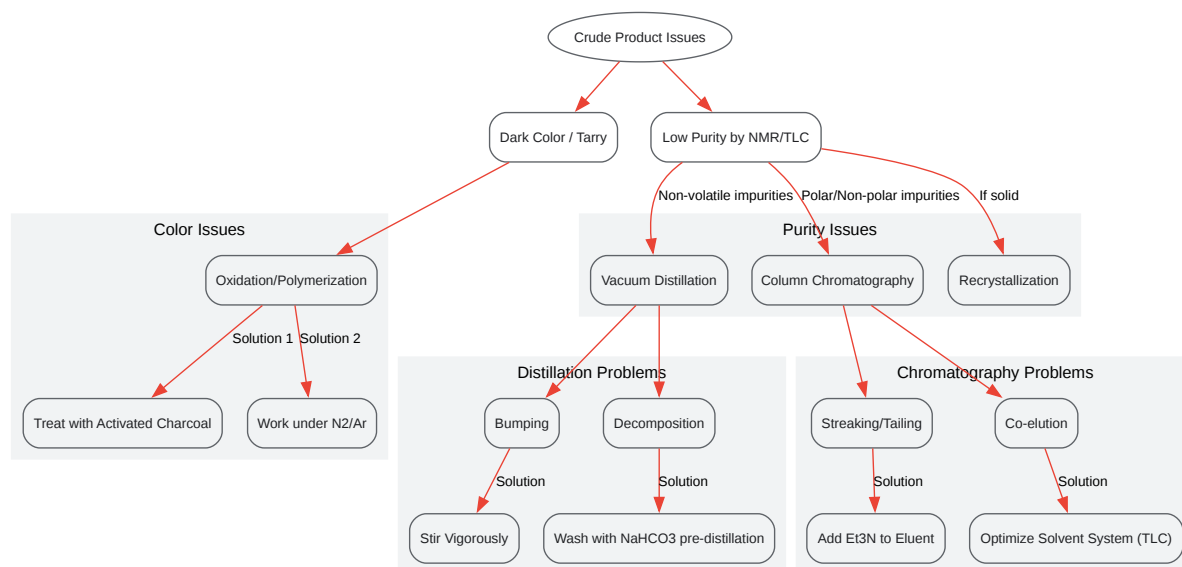 Crude Product Issues
Dark Color / Tarry
Low Purity by NMR/TLC
Non-volatile impurities
Polar/Non-polar impurities
If solid
Color Issues
Purity Issues
Oxidation/Polymerization
Vacuum Distillation
Column Chromatography
Recrystallization
Solution 1
Solution 2
Distillation Problems
Chromatography Problems
Treat with Activated Charcoal
Work under N2/Ar
Bumping
Decomposition
Streaking/Tailing
Co-elution
Solution
Solution
Solution
Solution
Stir Vigorously
Wash with NaHCO3 pre-distillation
Add Et3N to Eluent
Optimize Solvent System (TLC)